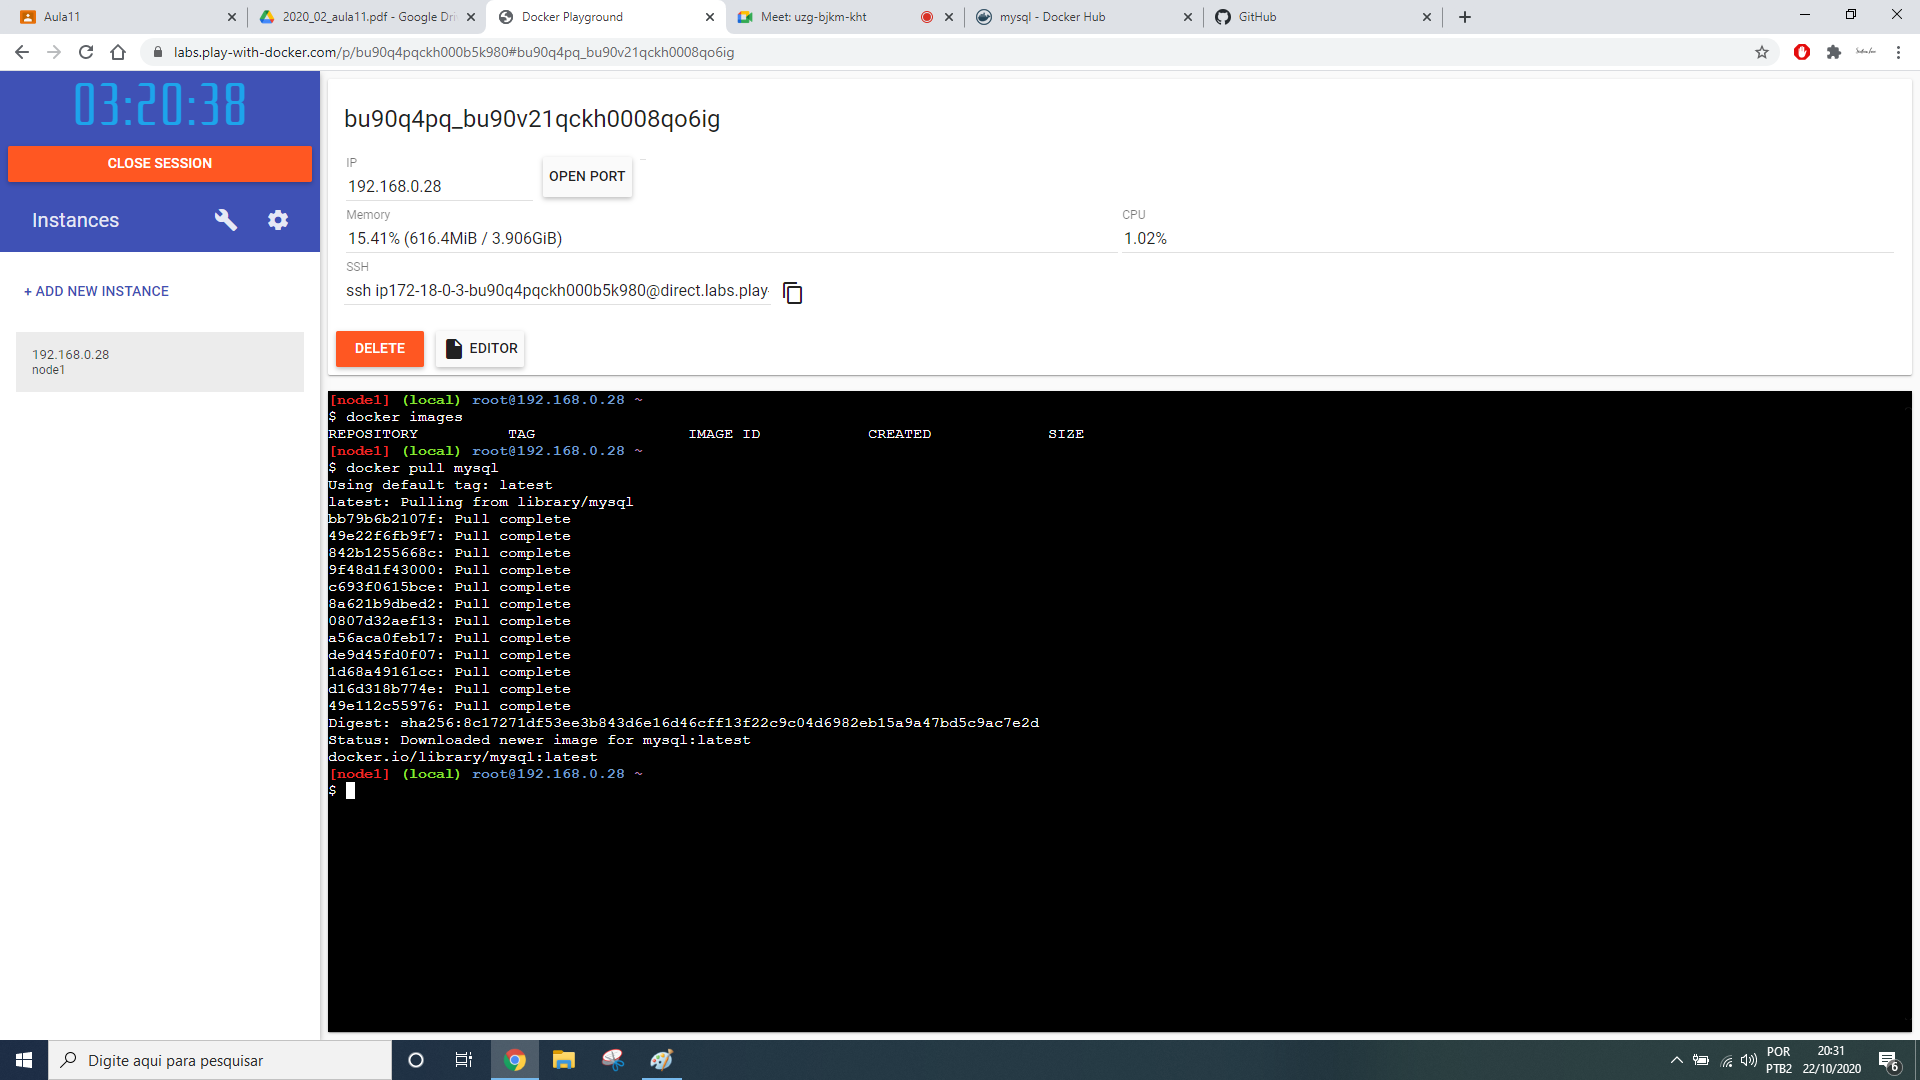 Aula11
2020_02_aula11.pdf - Google Dri
Docker Playground
Meet: uzg-bjkm-kht
mysql - Docker Hub
GitHub
labs.play-with-docker.com/p/bu90q4pqckh000b5k980#bu90q4pq_bu90v21qckh0008qo6ig
03:20:38
CLOSE SESSION
Instances
+ ADD NEW INSTANCE
192.168.0.28
node1
bu90q4pq_bu90v21qckh0008qo6ig
IP
192.168.0.28
OPEN PORT
Memory
15.41% (616.4MiB / 3.906GiB)
CPU
1.02%
SSH
ssh ip172-18-0-3-bu90q4pqckh000b5k980@direct.labs.play-
DELETE
EDITOR
[node1] (local) root@192.168.0.28 ~
$ docker images
REPOSITORY TAG IMAGE ID CREATED SIZE
[node1] (local) root@192.168.0.28 ~
$ docker pull mysql
Using default tag: latest
latest: Pulling from library/mysql
bb79b6b2107f: Pull complete
49e22f6fb9f7: Pull complete
842b1255668c: Pull complete
9f48d1f43000: Pull complete
c693f0615bce: Pull complete
8a621b9dbed2: Pull complete
0807d32aef13: Pull complete
a56aca0feb17: Pull complete
de9d45fd0f07: Pull complete
1d68a49161cc: Pull complete
d16d318b774e: Pull complete
49e112c55976: Pull complete
Digest: sha256:8c17271df53ee3b843d6e16d46cff13f22c9c04d6982eb15a9a47bd5c9ac7e2d
Status: Downloaded newer image for mysql:latest
docker.io/library/mysql:latest
[node1] (local) root@192.168.0.28 ~
$
Digite aqui para pesquisar
POR
PTB2
20:31
22/10/2020
6